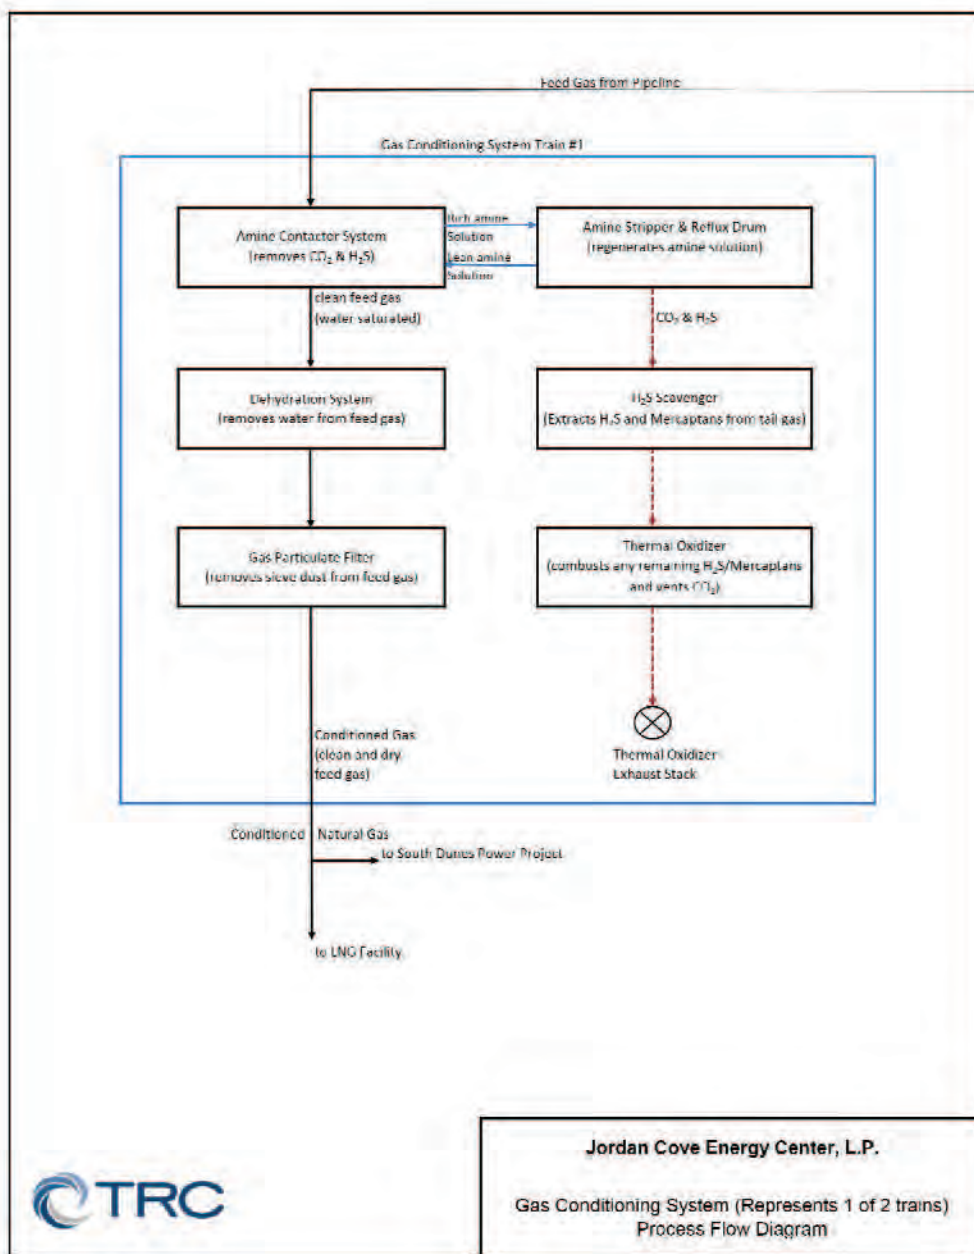 Feed Gas from Pipeline
Gas Conditioning System Train #1
Amine Contactor System
(removes CO₂ & H₂S)
Rich amine
Solution
Lean amine
Solution
Amine Stripper & Reflux Drum
(regenerates amine solution)
clean feed gas
(water saturated)
CO₂ & H₂S
Dehydration System
(removes water from feed gas)
H₂S Scavenger
(Extracts H₂S and Mercaptans from tail gas)
Gas Particulate Filter
(removes sieve dust from feed gas)
Thermal Oxidizer
(combusts any remaining H₂S/Mercaptans
and vents CO₂)
Conditioned Gas
(clean and dry
feed gas)
Thermal Oxidizer
Exhaust Stack
Conditioned Natural Gas
to South Dunes Power Project
to LNG Facility
TRC
Jordan Cove Energy Center, L.P.
Gas Conditioning System (Represents 1 of 2 trains)
Process Flow Diagram